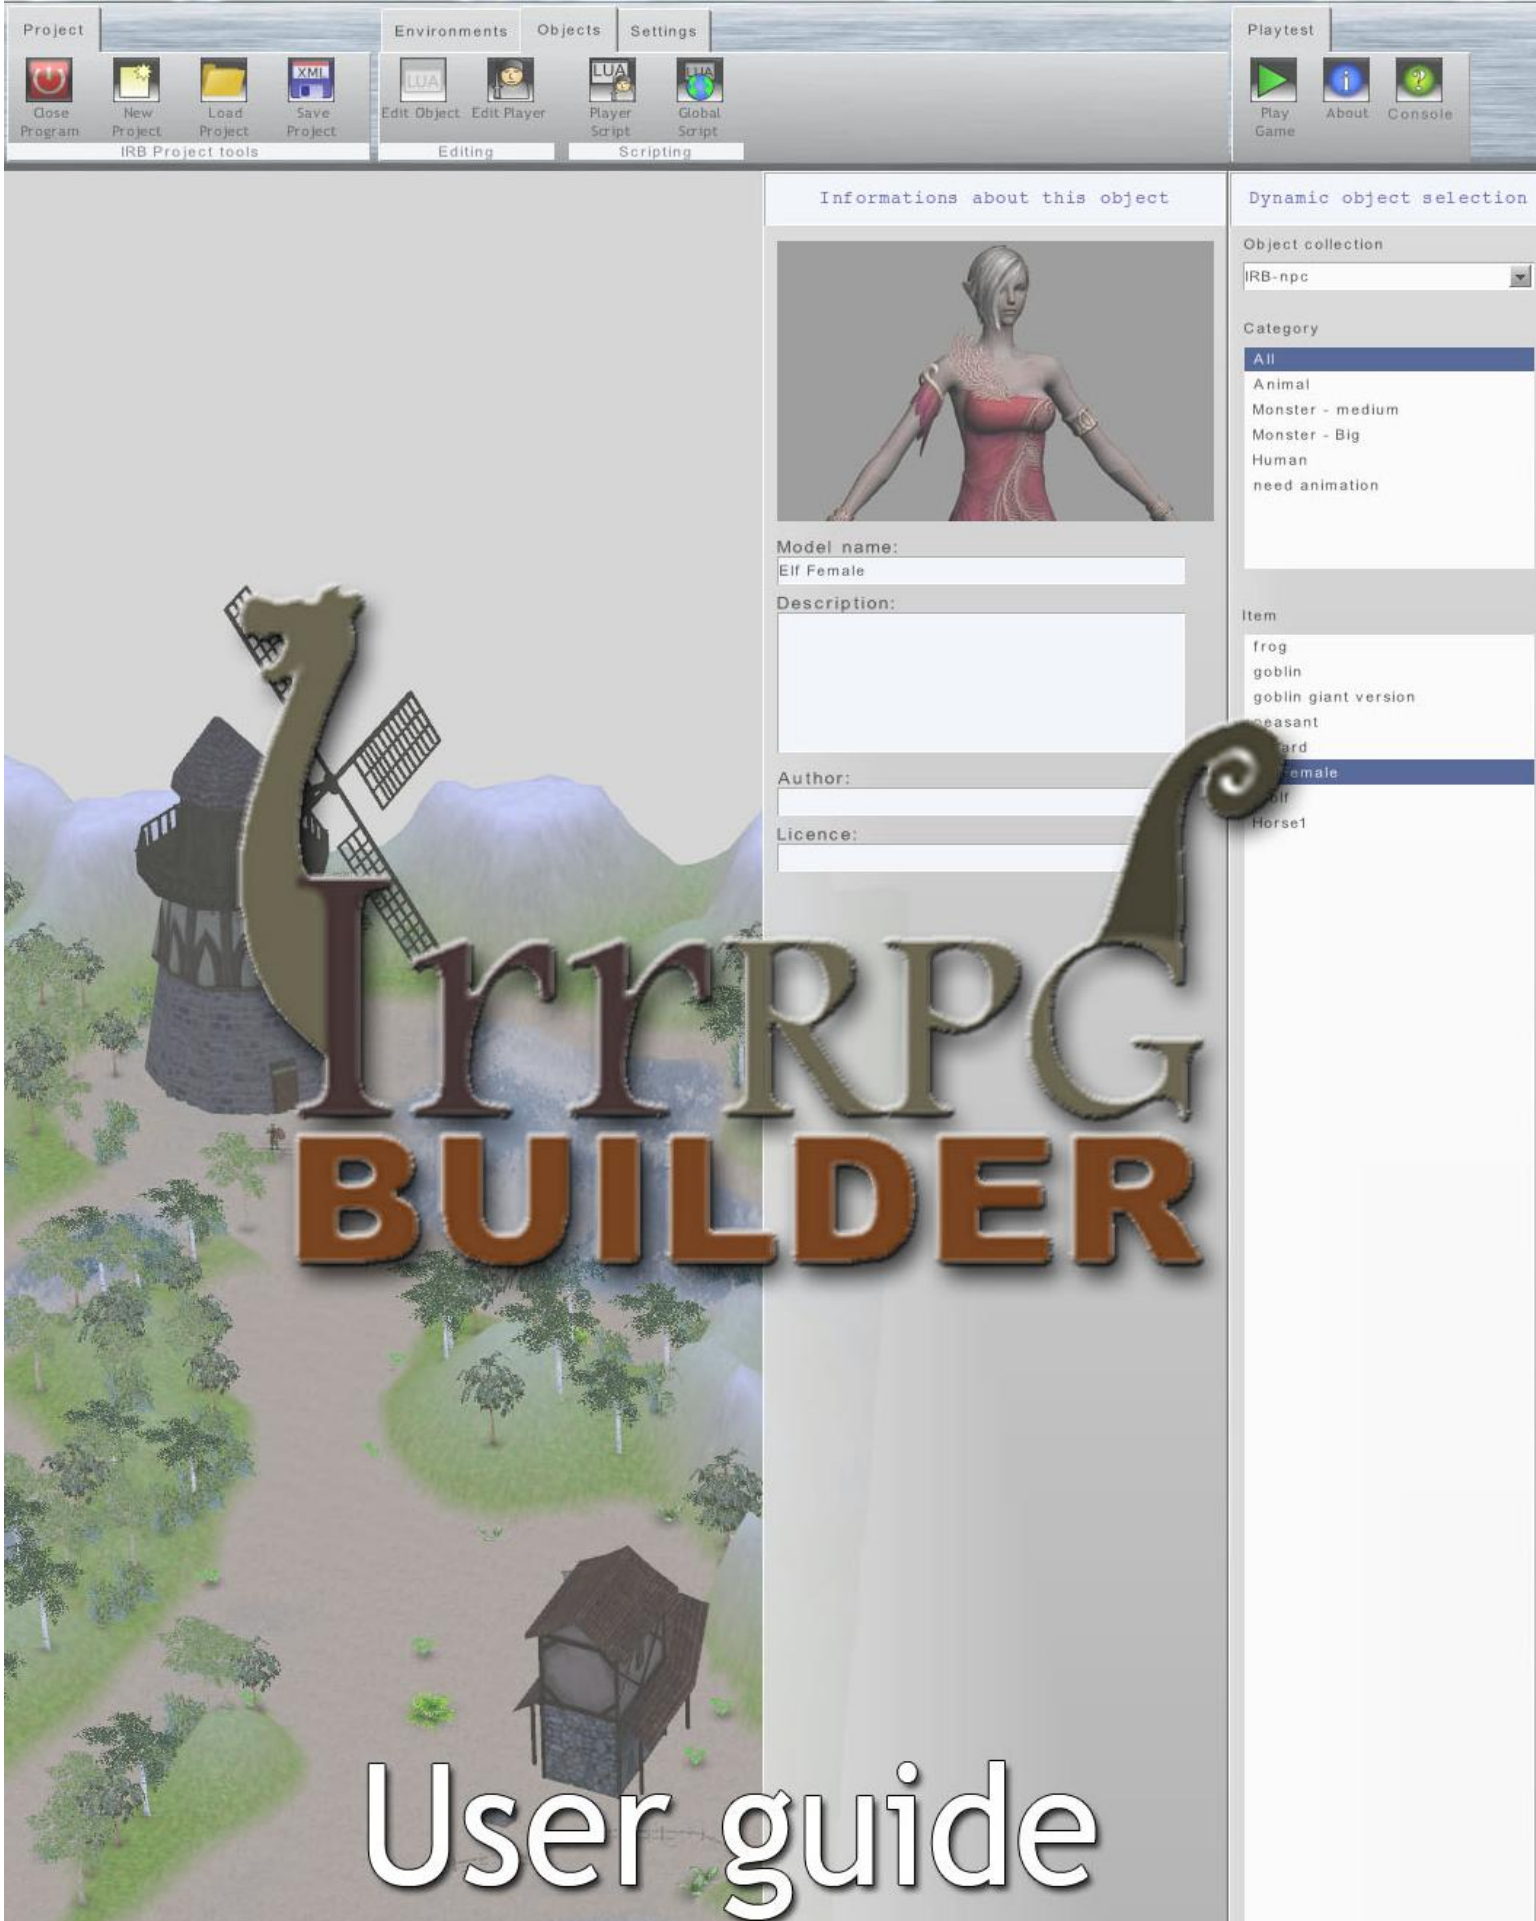 Project
Environments Objects Settings
Playtest
LUA LUA LUA XML
Close Program
New Project
Load Project
Save Project
Edit Object
Edit Player
Player Script
Global Script
Play Game
About
Console
IRB Project tools
Editing
Scripting
Informations about this object
Dynamic object selection
Object collection
IRB-npc
Category
All
Animal
Monster - medium
Monster - Big
Human
need animation
Model name:
Elf Female
Description:
Author:
Licence:
Item
frog
goblin
goblin giant version
peasant
Horse1
IrrRPG
BUILDER
User guide